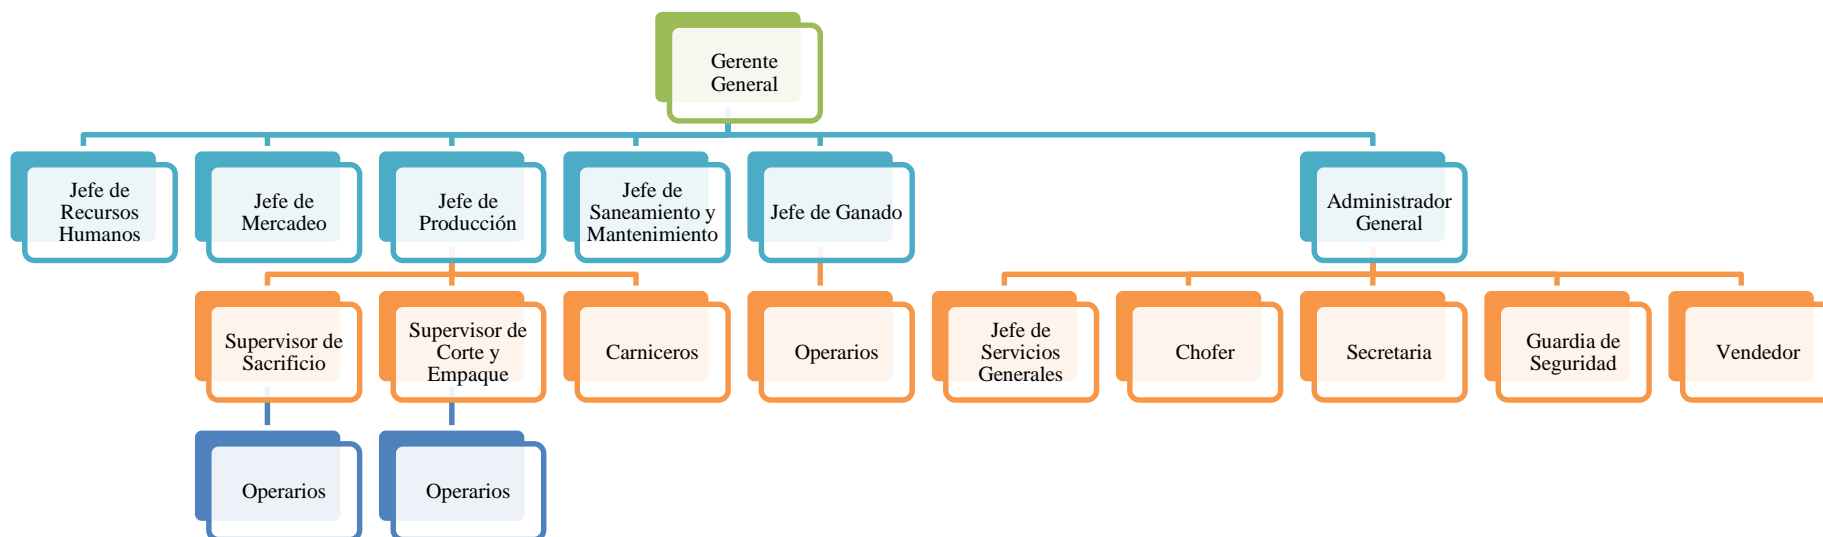 Gerente
General
Jefe de
Recursos
Humanos
Jefe de
Mercadeo
Jefe de
Producción
Jefe de
Saneamiento y
Mantenimiento
Jefe de Ganado
Administrador
General
Supervisor de
Sacrificio
Supervisor de
Corte y
Empaque
Carniceros
Operarios
Jefe de
Servicios
Generales
Chofer
Secretaria
Guardia de
Seguridad
Vendedor
Operarios
Operarios